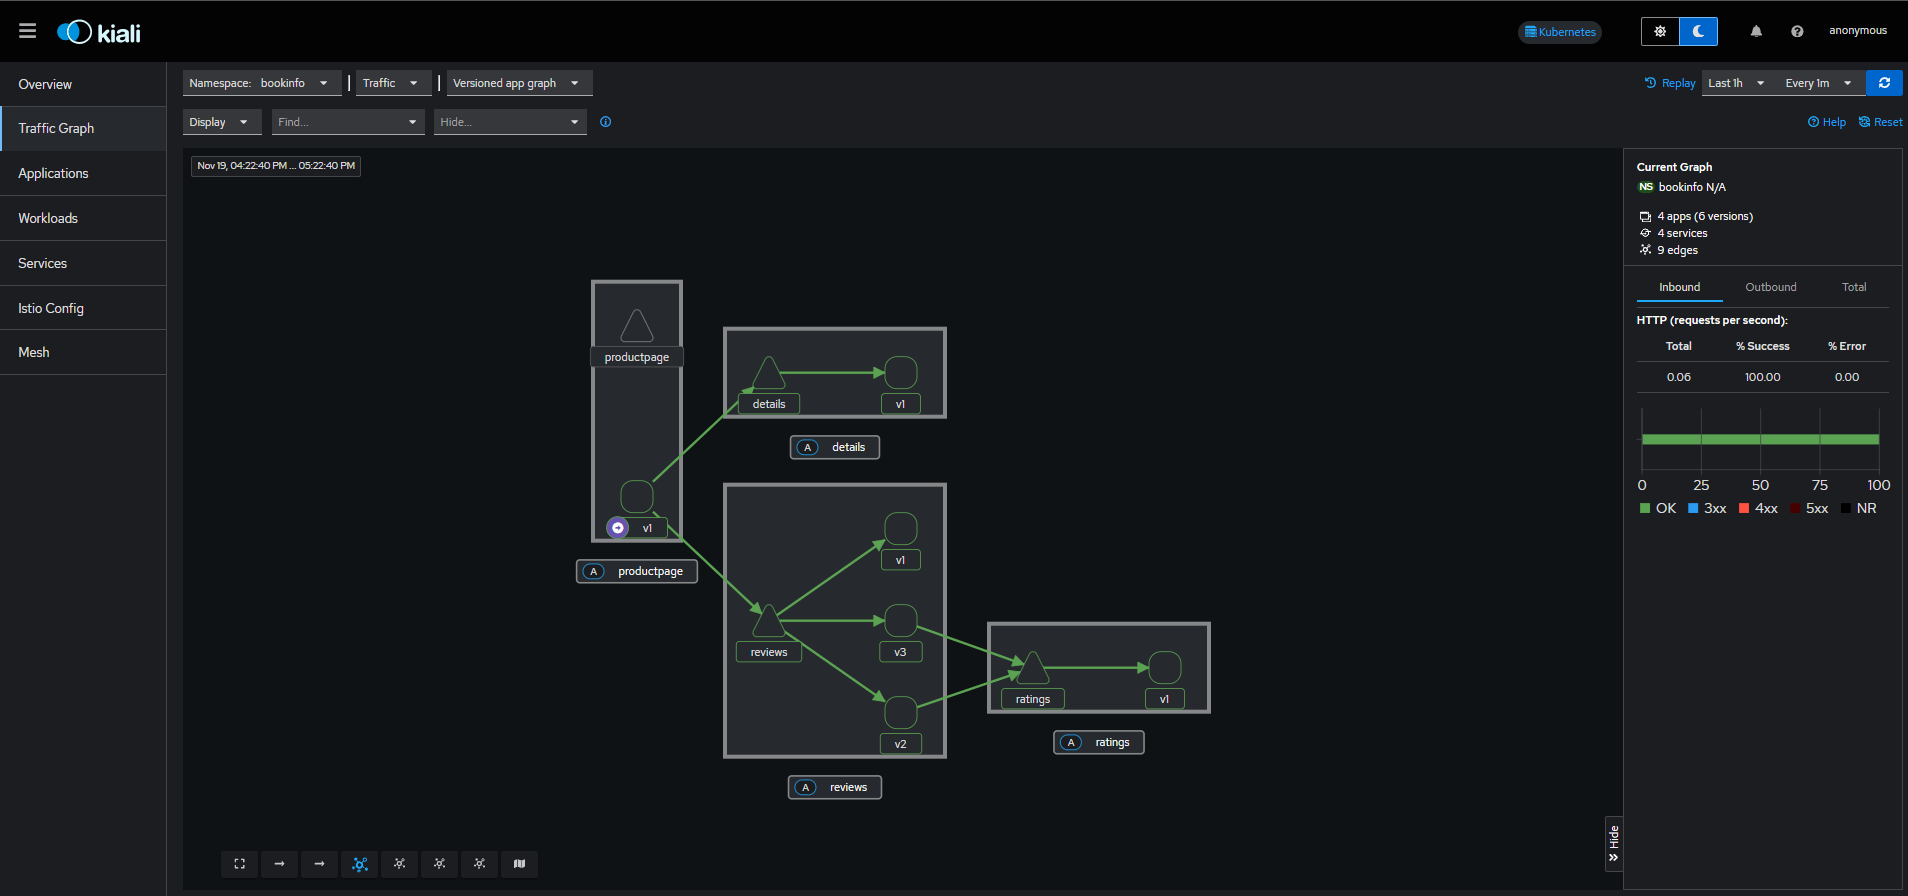 kiali
Kubernetes
anonymous
Overview
Traffic Graph
Applications
Workloads
Services
Istio Config
Mesh
Namespace: bookinfo
Traffic
Versioned app graph
Replay
Last 1h
Every 1m
Display
Find...
Hide...
Help
Reset
Nov 19, 04:22:40 PM ... 05:22:40 PM
productpage
v1
A productpage
details
v1
A details
reviews
v1
v3
v2
A reviews
ratings
v1
A ratings
Hide
Current Graph
NS bookinfo N/A
4 apps (6 versions)
4 services
9 edges
Inbound Outbound Total
HTTP (requests per second):
Total % Success % Error
0.06 100.00 0.00
0 25 50 75 100
OK 3xx 4xx 5xx NR